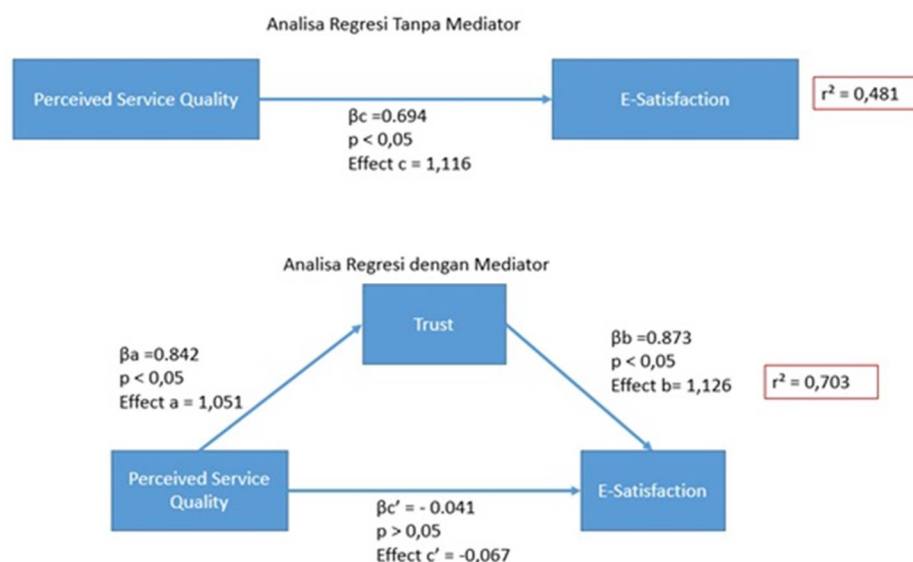 Analisa Regresi Tanpa Mediator
Perceived Service Quality
E-Satisfaction
r² = 0,481
βc =0.694
p < 0,05
Effect c = 1,116
Analisa Regresi dengan Mediator
Trust
βa =0.842
p < 0,05
Effect a = 1,051
βb =0.873
p < 0,05
Effect b= 1,126
r² = 0,703
Perceived Service
Quality
E-Satisfaction
βc’ = - 0.041
p > 0,05
Effect c’ = -0,067